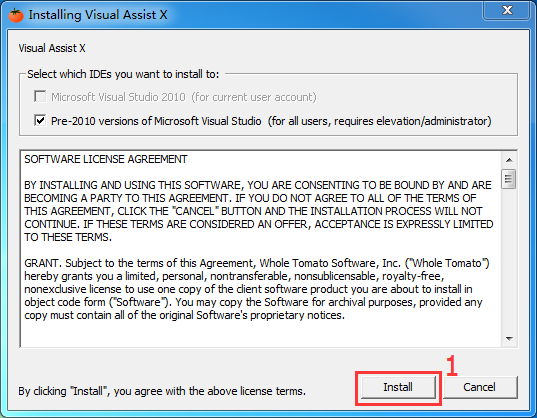 Installing Visual Assist X
Visual Assist X
Select which IDEs you want to install to:
Microsoft Visual Studio 2010 (for current user account)
Pre-2010 versions of Microsoft Visual Studio (for all users, requires elevation/administrator)
SOFTWARE LICENSE AGREEMENT
BY INSTALLING AND USING THIS SOFTWARE, YOU ARE CONSENTING TO BE BOUND BY AND ARE
BECOMING A PARTY TO THIS AGREEMENT. IF YOU DO NOT AGREE TO ALL OF THE TERMS OF
THIS AGREEMENT, CLICK THE "CANCEL" BUTTON AND THE INSTALLATION PROCESS WILL NOT
CONTINUE. IF THESE TERMS ARE CONSIDERED AN OFFER, ACCEPTANCE IS EXPRESSLY LIMITED
TO THESE TERMS.
GRANT. Subject to the terms of this Agreement, Whole Tomato Software, Inc. ("Whole Tomato")
hereby grants you a limited, personal, nontransferable, nonsublicensable, royalty-free,
nonexclusive license to use one copy of the client software product you are about to install in
object code form ("Software"). You may copy the Software for archival purposes, provided any
copy must contain all of the original Software's proprietary notices.
1
By clicking "Install", you agree with the above license terms.
Install
Cancel